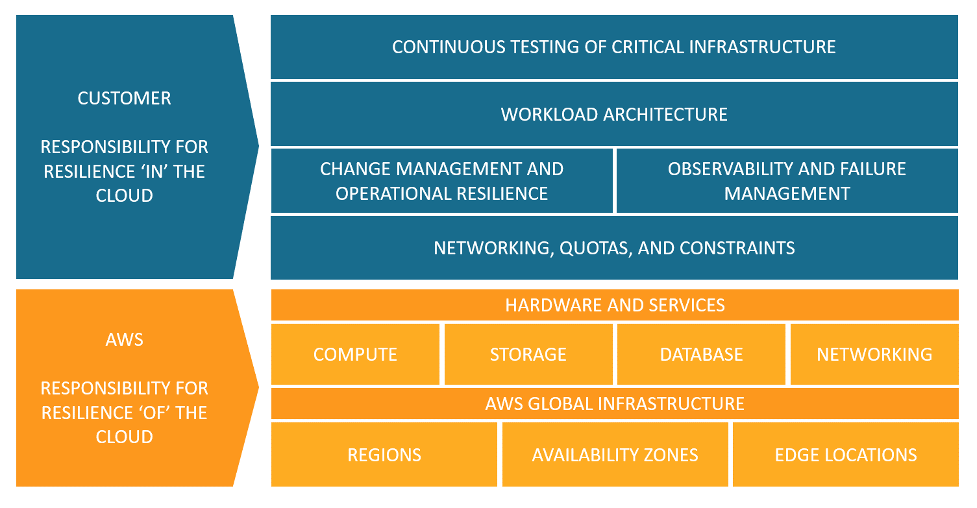 CUSTOMER
RESPONSIBILITY FOR
RESILIENCE ‘IN’ THE
CLOUD
CONTINUOUS TESTING OF CRITICAL INFRASTRUCTURE
WORKLOAD ARCHITECTURE
CHANGE MANAGEMENT AND
OPERATIONAL RESILIENCE
OBSERVABILITY AND FAILURE
MANAGEMENT
NETWORKING, QUOTAS, AND CONSTRAINTS
AWS
RESPONSIBILITY FOR
RESILIENCE ‘OF’ THE
CLOUD
HARDWARE AND SERVICES
COMPUTE
STORAGE
DATABASE
NETWORKING
AWS GLOBAL INFRASTRUCTURE
REGIONS
AVAILABILITY ZONES
EDGE LOCATIONS